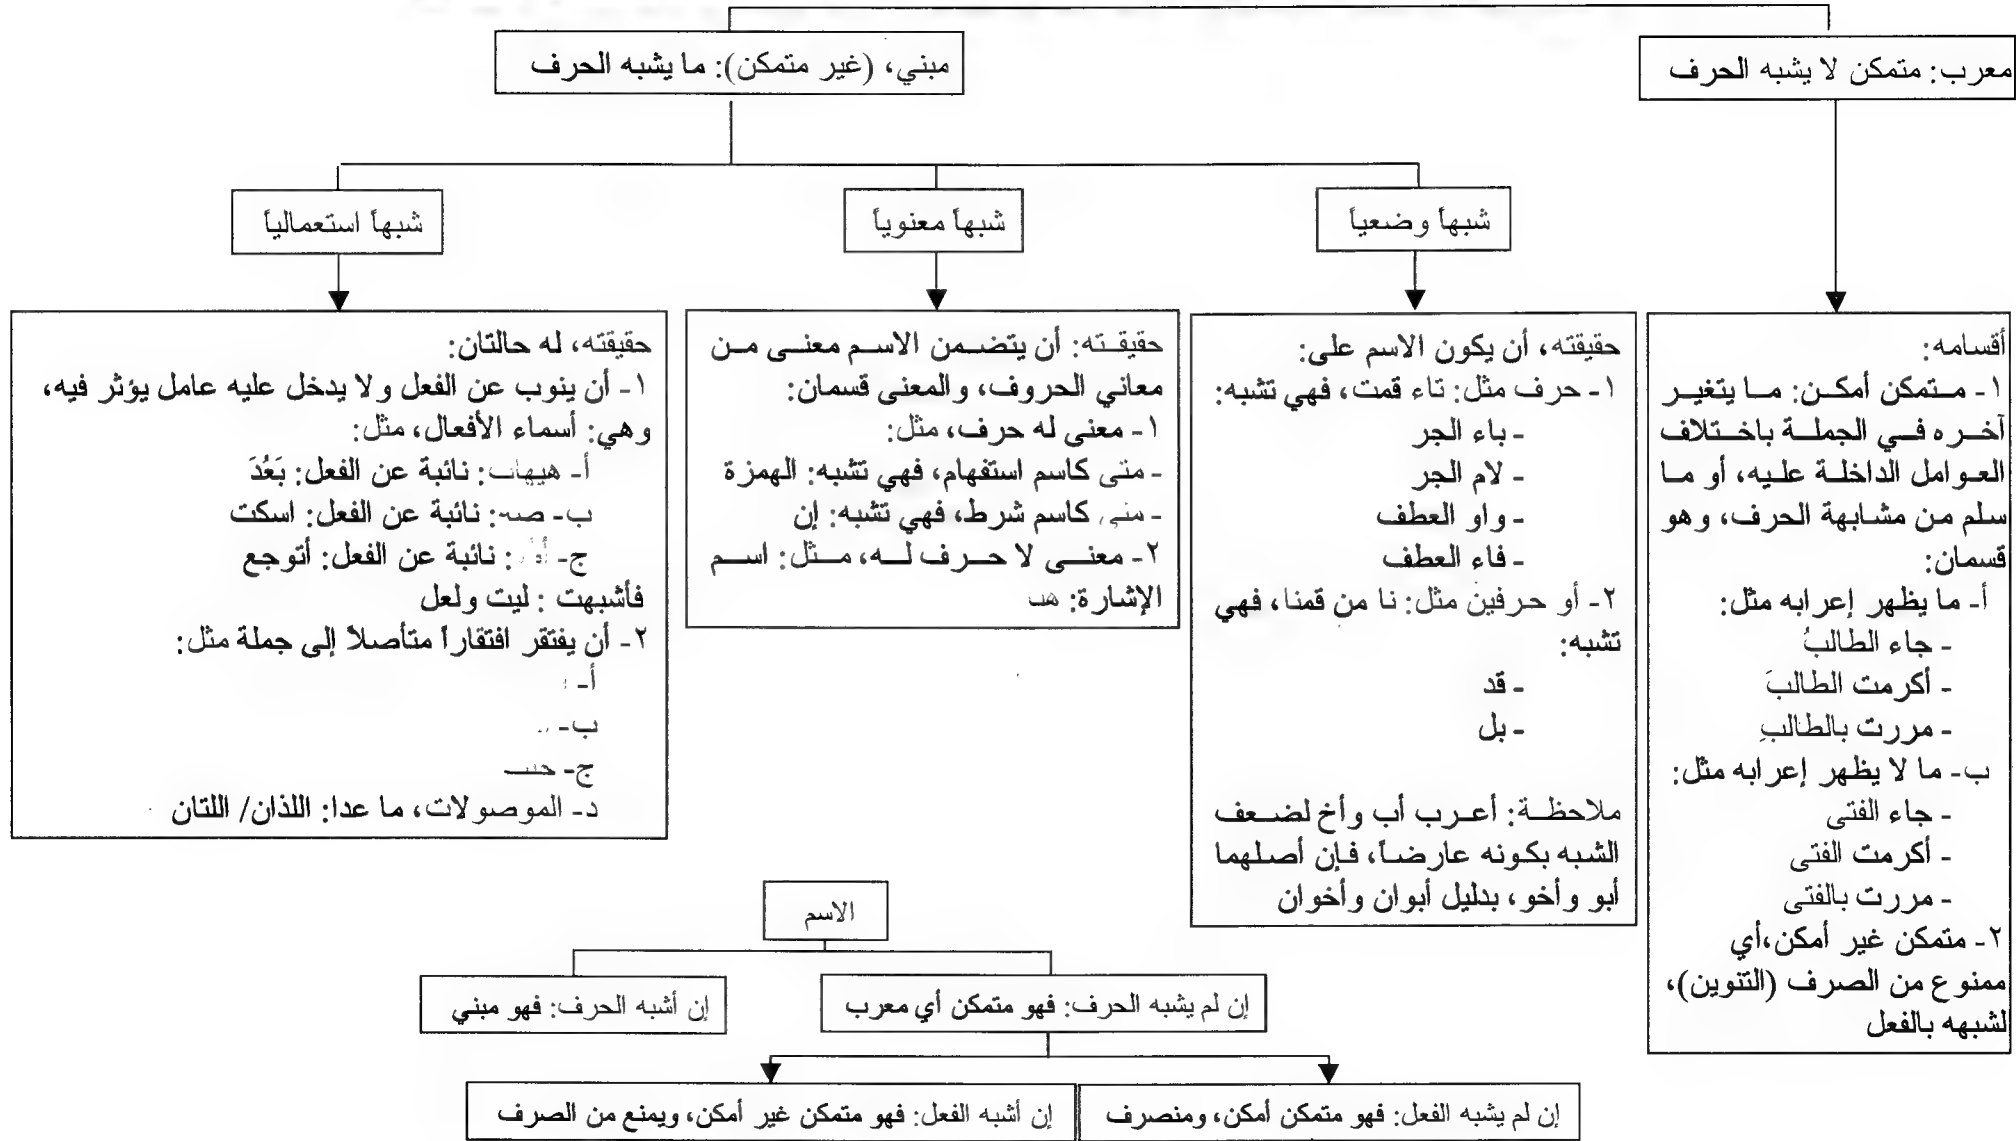 معرب: متمكن لا يشبه الحرف
مبني، (غير متمكن): ما يشبه الحرف
شبهاً وضعياً
شبهاً معنوياً
شبهاً استعمالياً
أقسامه:
١- متمكن أمكن: ما يتغير
آخره في الجملة باختلاف
العوامل الداخلة عليه، أو ما
سلم من مشابهة الحرف، وهو
قسمان:
أ- ما يظهر إعرابه مثل:
- جاء الطالبُ
- أكرمت الطالبَ
- مررت بالطالبِ
ب- ما لا يظهر إعرابه مثل:
- جاء الفتى
- أكرمت الفتى
- مررت بالفتى
٢- متمكن غير أمكن،أي
ممنوع من الصرف (التنوين)،
لشبهه بالفعل
حقيقته، أن يكون الاسم على:
١- حرف مثل: تاء قمت، فهي تشبه:
- باء الجر
- لام الجر
- واو العطف
- فاء العطف
٢- أو حرفين مثل: نا من قمنا، فهي
تشبه:
- قد
- بل
ملاحظة: أعرب أب وأخ لضعف
الشبه بكونه عارضاً، فإن أصلهما
أبو وأخو، بدليل أبوان وأخوان
حقيقته: أن يتضمن الاسم معنى من
معاني الحروف، والمعنى قسمان:
١- معنى له حرف، مثل:
- متى كاسم استفهام، فهي تشبه: الهمزة
- متى كاسم شرط، فهي تشبه: إن
٢- معنى لا حرف له، مثل: اسم
الإشارة:
حقيقته، له حالتان:
١- أن ينوب عن الفعل ولا يدخل عليه عامل يؤثر فيه،
وهي: أسماء الأفعال، مثل:
أ- هيهات: نائبة عن الفعل: بَعُدَ
ب- صه: نائبة عن الفعل: اسكت
ج- : نائبة عن الفعل: أتوجع
فأشبهت : ليت ولعل
٢- أن يفتقر افتقاراً متأصلاً إلى جملة مثل:
أ-
ب-
ج-
د- الموصولات، ما عدا: اللذان/ اللتان
الاسم
إن لم يشبه الحرف: فهو متمكن أي معرب
إن أشبه الحرف: فهو مبني
إن لم يشبه الفعل: فهو متمكن أمكن، ومنصرف
إن أشبه الفعل: فهو متمكن غير أمكن، ويمنع من الصرف